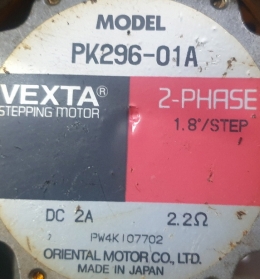 MODEL
PK296-01A
VEXTA®
STEPPING MOTOR
2-PHASE
1.8°/STEP
DC 2A 2.2Ω
PW4K107702
ORIENTAL MOTOR CO., LTD.
MADE IN JAPAN